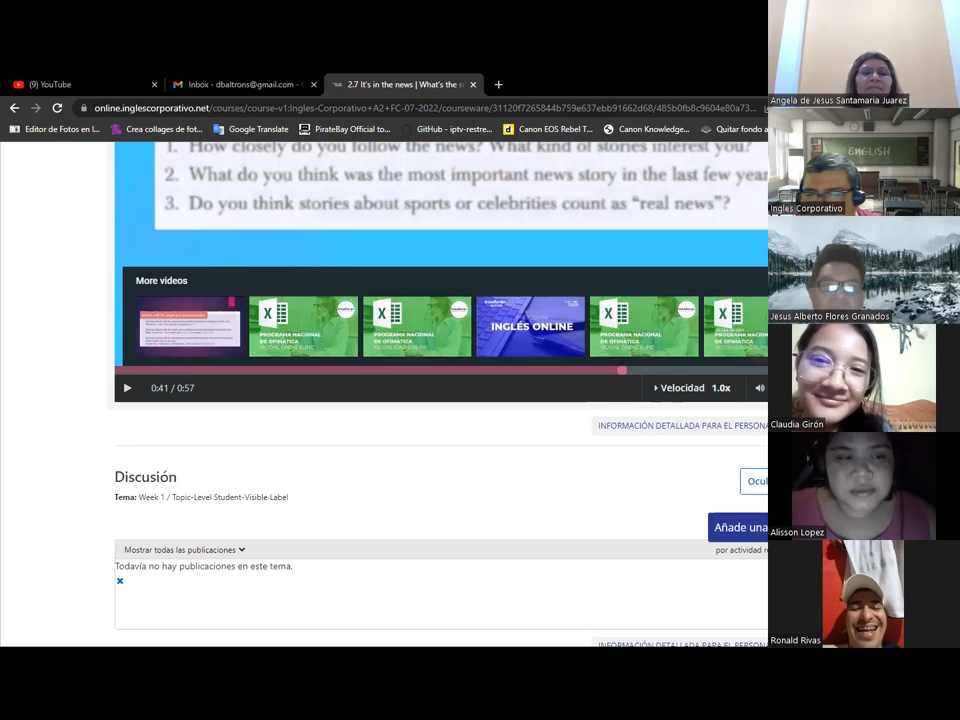 (9) YouTube
Inbox - dbaltrons@gmail.com -
2.7 It's in the news | What's the n
online.inglescorporativo.net/courses/course-v1:Ingles-Corporativo+A2+FC-07-2022/courseware/31120f7265844b759e637ebb91662d68/485b0fb8c9604e80a73...
Editor de Fotos en l...
Crea collages de fot...
Google Translate
PirateBay Official to...
GitHub - iptv-restre...
Canon EOS Rebel T...
Canon Knowledge...
Quitar fondo a
1. How closely do you follow the news? What kind of stories interest you?
2. What do you think was the most important news story in the last few year
3. Do you think stories about sports or celebrities count as “real news”?
More videos
PROGRAMA NACIONAL
DE OFIMÁTICA
PROGRAMA NACIONAL
DE OFIMÁTICA
INGLÉS ONLINE
PROGRAMA NACIONAL
DE OFIMÁTICA
PROGRAMA
DE OFIM
0:41 / 0:57
Velocidad 1.0x
INFORMACIÓN DETALLADA PARA EL PERSONA
Discusión
Tema: Week 1 / Topic-Level Student-Visible Label
Ocul
Añade una
Mostrar todas las publicaciones
por actividad re
Todavía no hay publicaciones en este tema.
INFORMACIÓN DETALLADA PARA EL PERSONA
Angela de Jesus Santamaria Juarez
ENGLISH
Ingles Corporativo
Jesus Alberto Flores Granados
Claudia Girón
Alisson Lopez
Ronald Rivas